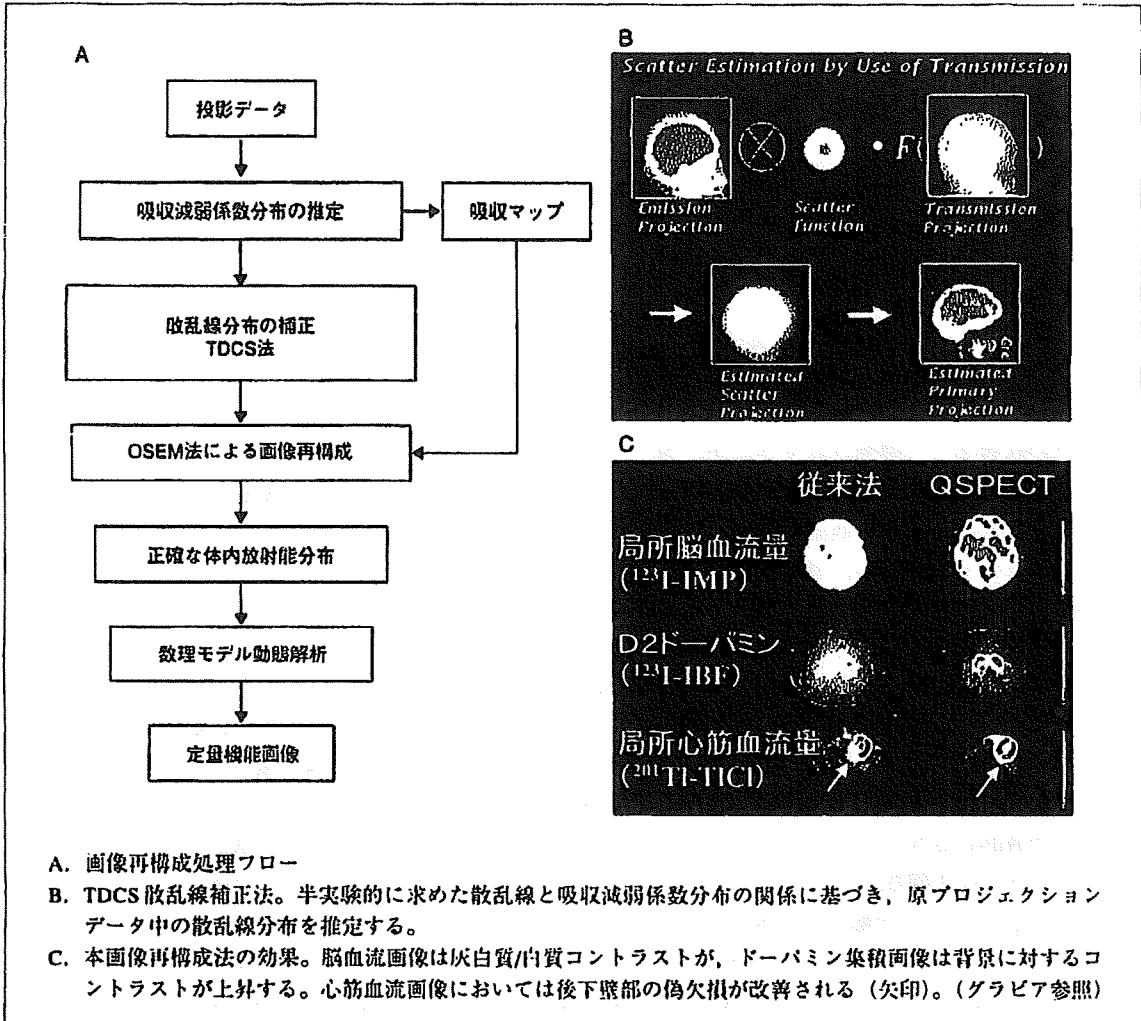 A
投影データ
吸収減弱係数分布の推定
吸収マップ
散乱線分布の補正
TDCS法
OSEM法による画像再構成
正確な体内放射能分布
数理モデル動態解析
定量機能画像
B
Scatter Estimation by Use of Transmission
• F( )
Emission
Projection
Scatter
Function
Transmission
Projection
Estimated
Scatter
Projection
Estimated
Primary
Projection
C
従来法 QSPECT
局所脳血流量
(¹²³I-IMP)
D2ドーパミン
(¹²³I-IBF)
局所心筋血流量
(²⁰¹Tl-TlCl)
A. 画像再構成処理フロー
B. TDCS 散乱線補正法。半実験的に求めた散乱線と吸収減弱係数分布の関係に基づき，原プロジェクション
データ中の散乱線分布を推定する。
C. 本画像再構成法の効果。脳血流画像は灰白質/白質コントラストが，ドーパミン集積画像は背景に対するコ
ントラストが上昇する。心筋血流画像においては後下壁部の偽欠損が改善される（矢印）。（グラビア参照）